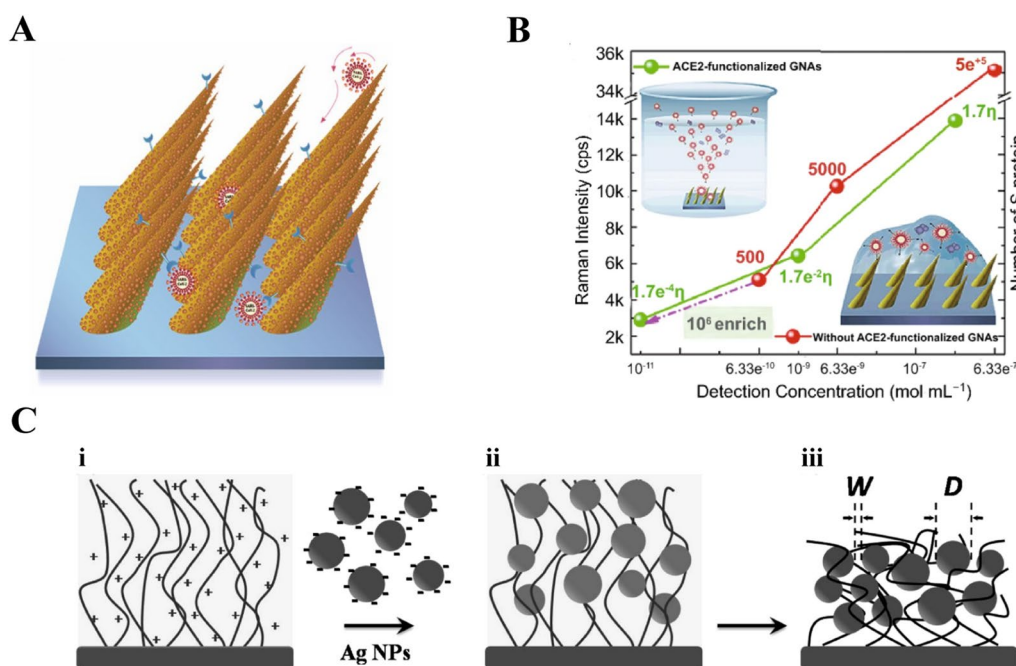 A
B
36k
34k
14k
12k
10k
8k
6k
4k
2k
Raman Intensity (cps)
ACE2-functionalized GNAs
5e⁺⁵
1.7η
5000
500
1.7e⁻⁴η
1.7e⁻²η
10⁶ enrich
Without ACE2-functionalized GNAs
10⁻¹¹
6.33e⁻¹⁰
10⁻⁹
6.33e⁻⁹
10⁻⁷
6.33e⁻⁷
Detection Concentration (mol mL⁻¹)
Number of S protein
C
i
ii
iii
W
D
Ag NPs